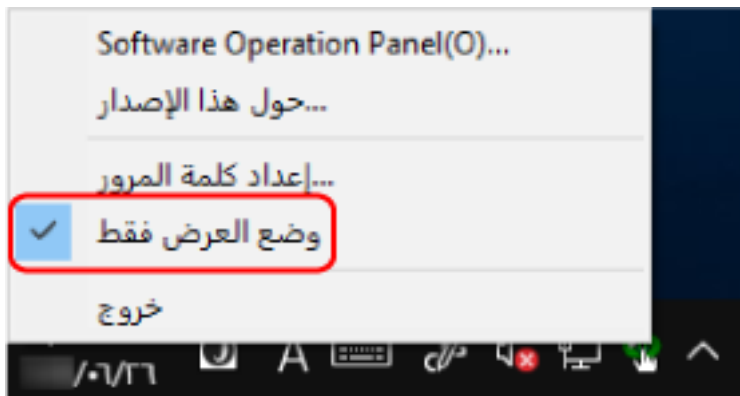 Software Operation Panel(O)...
حول هذا الإصدار...
إعداد كلمة المرور...
وضع العرض فقط
خروج
A
/٠٦/٢٦